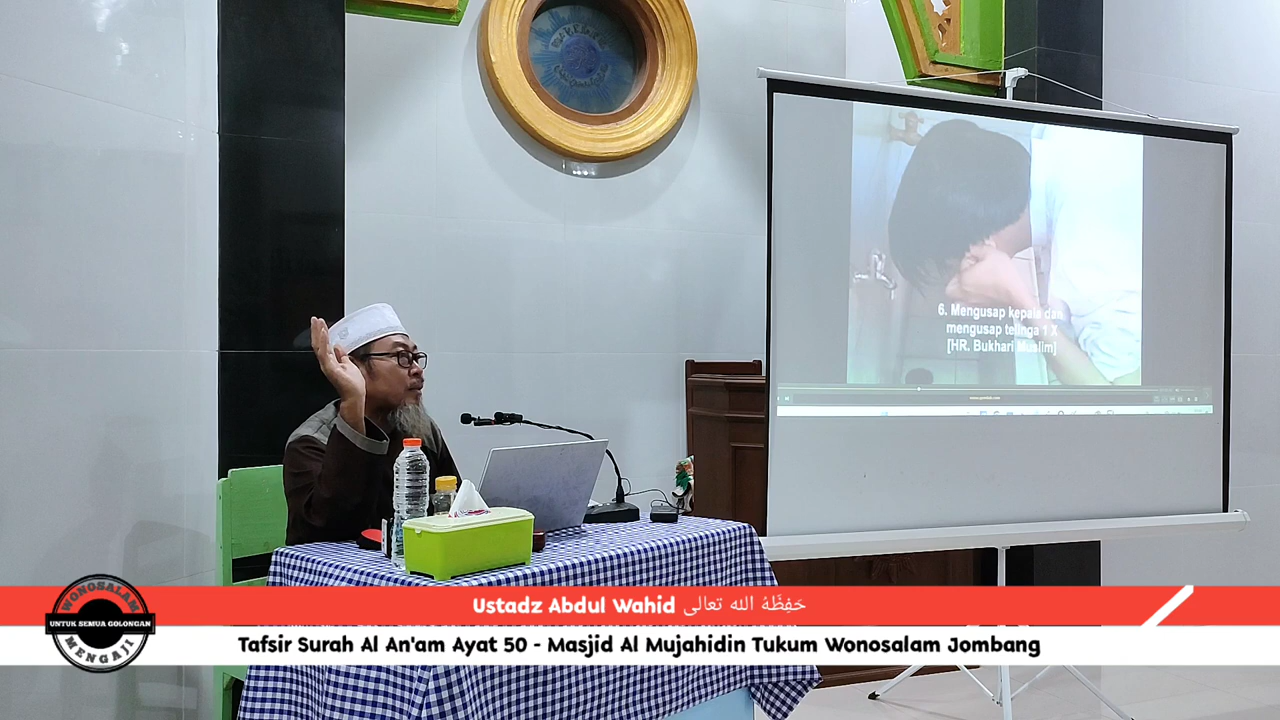 6. Mengusap kepala dan
mengusap telinga 1 X
[HR. Bukhari Muslim]
Ustadz Abdul Wahid حَفِظَهُ الله تعالى
WONOSALAM
UNTUK SEMUA GOLONGAN
MENGAJI
Tafsir Surah Al An'am Ayat 50 - Masjid Al Mujahidin Tukum Wonosalam Jombang